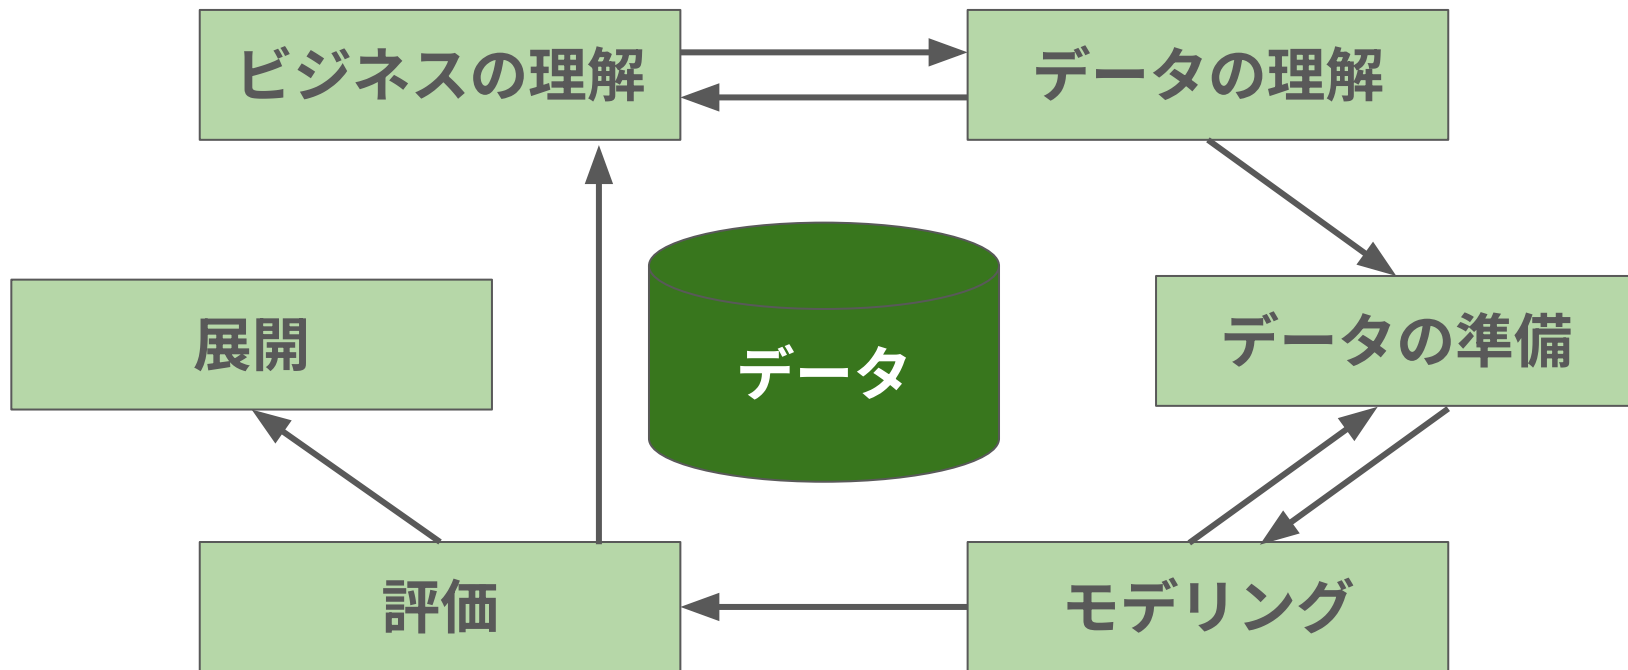 ビジネスの理解
データの理解
展開
データ
データの準備
評価
モデリング